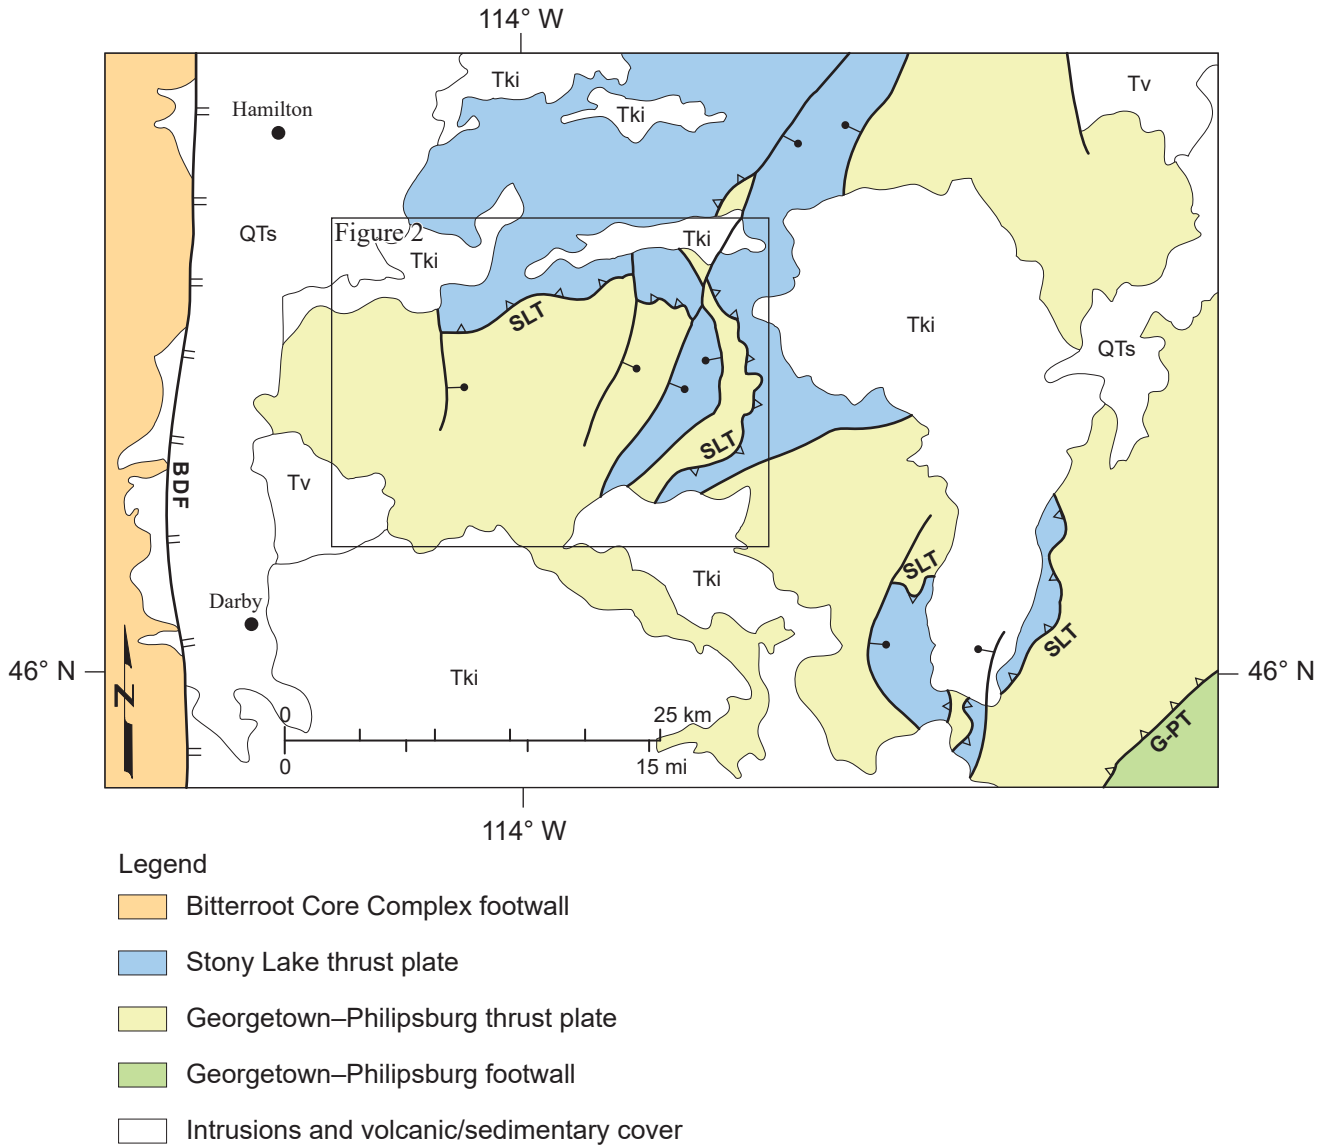 114° W
Tki
Tv
Hamilton
Tki
QTs
Figure 2
Tki
Tki
SLT
Tki
QTs
SLT
BDF
Tv
SLT
Tki
Darby
SLT
46° N
46° N
Tki
N
0
25 km
G-PT
0
15 mi
114° W
Legend
Bitterroot Core Complex footwall
Stony Lake thrust plate
Georgetown–Philipsburg thrust plate
Georgetown–Philipsburg footwall
Intrusions and volcanic/sedimentary cover